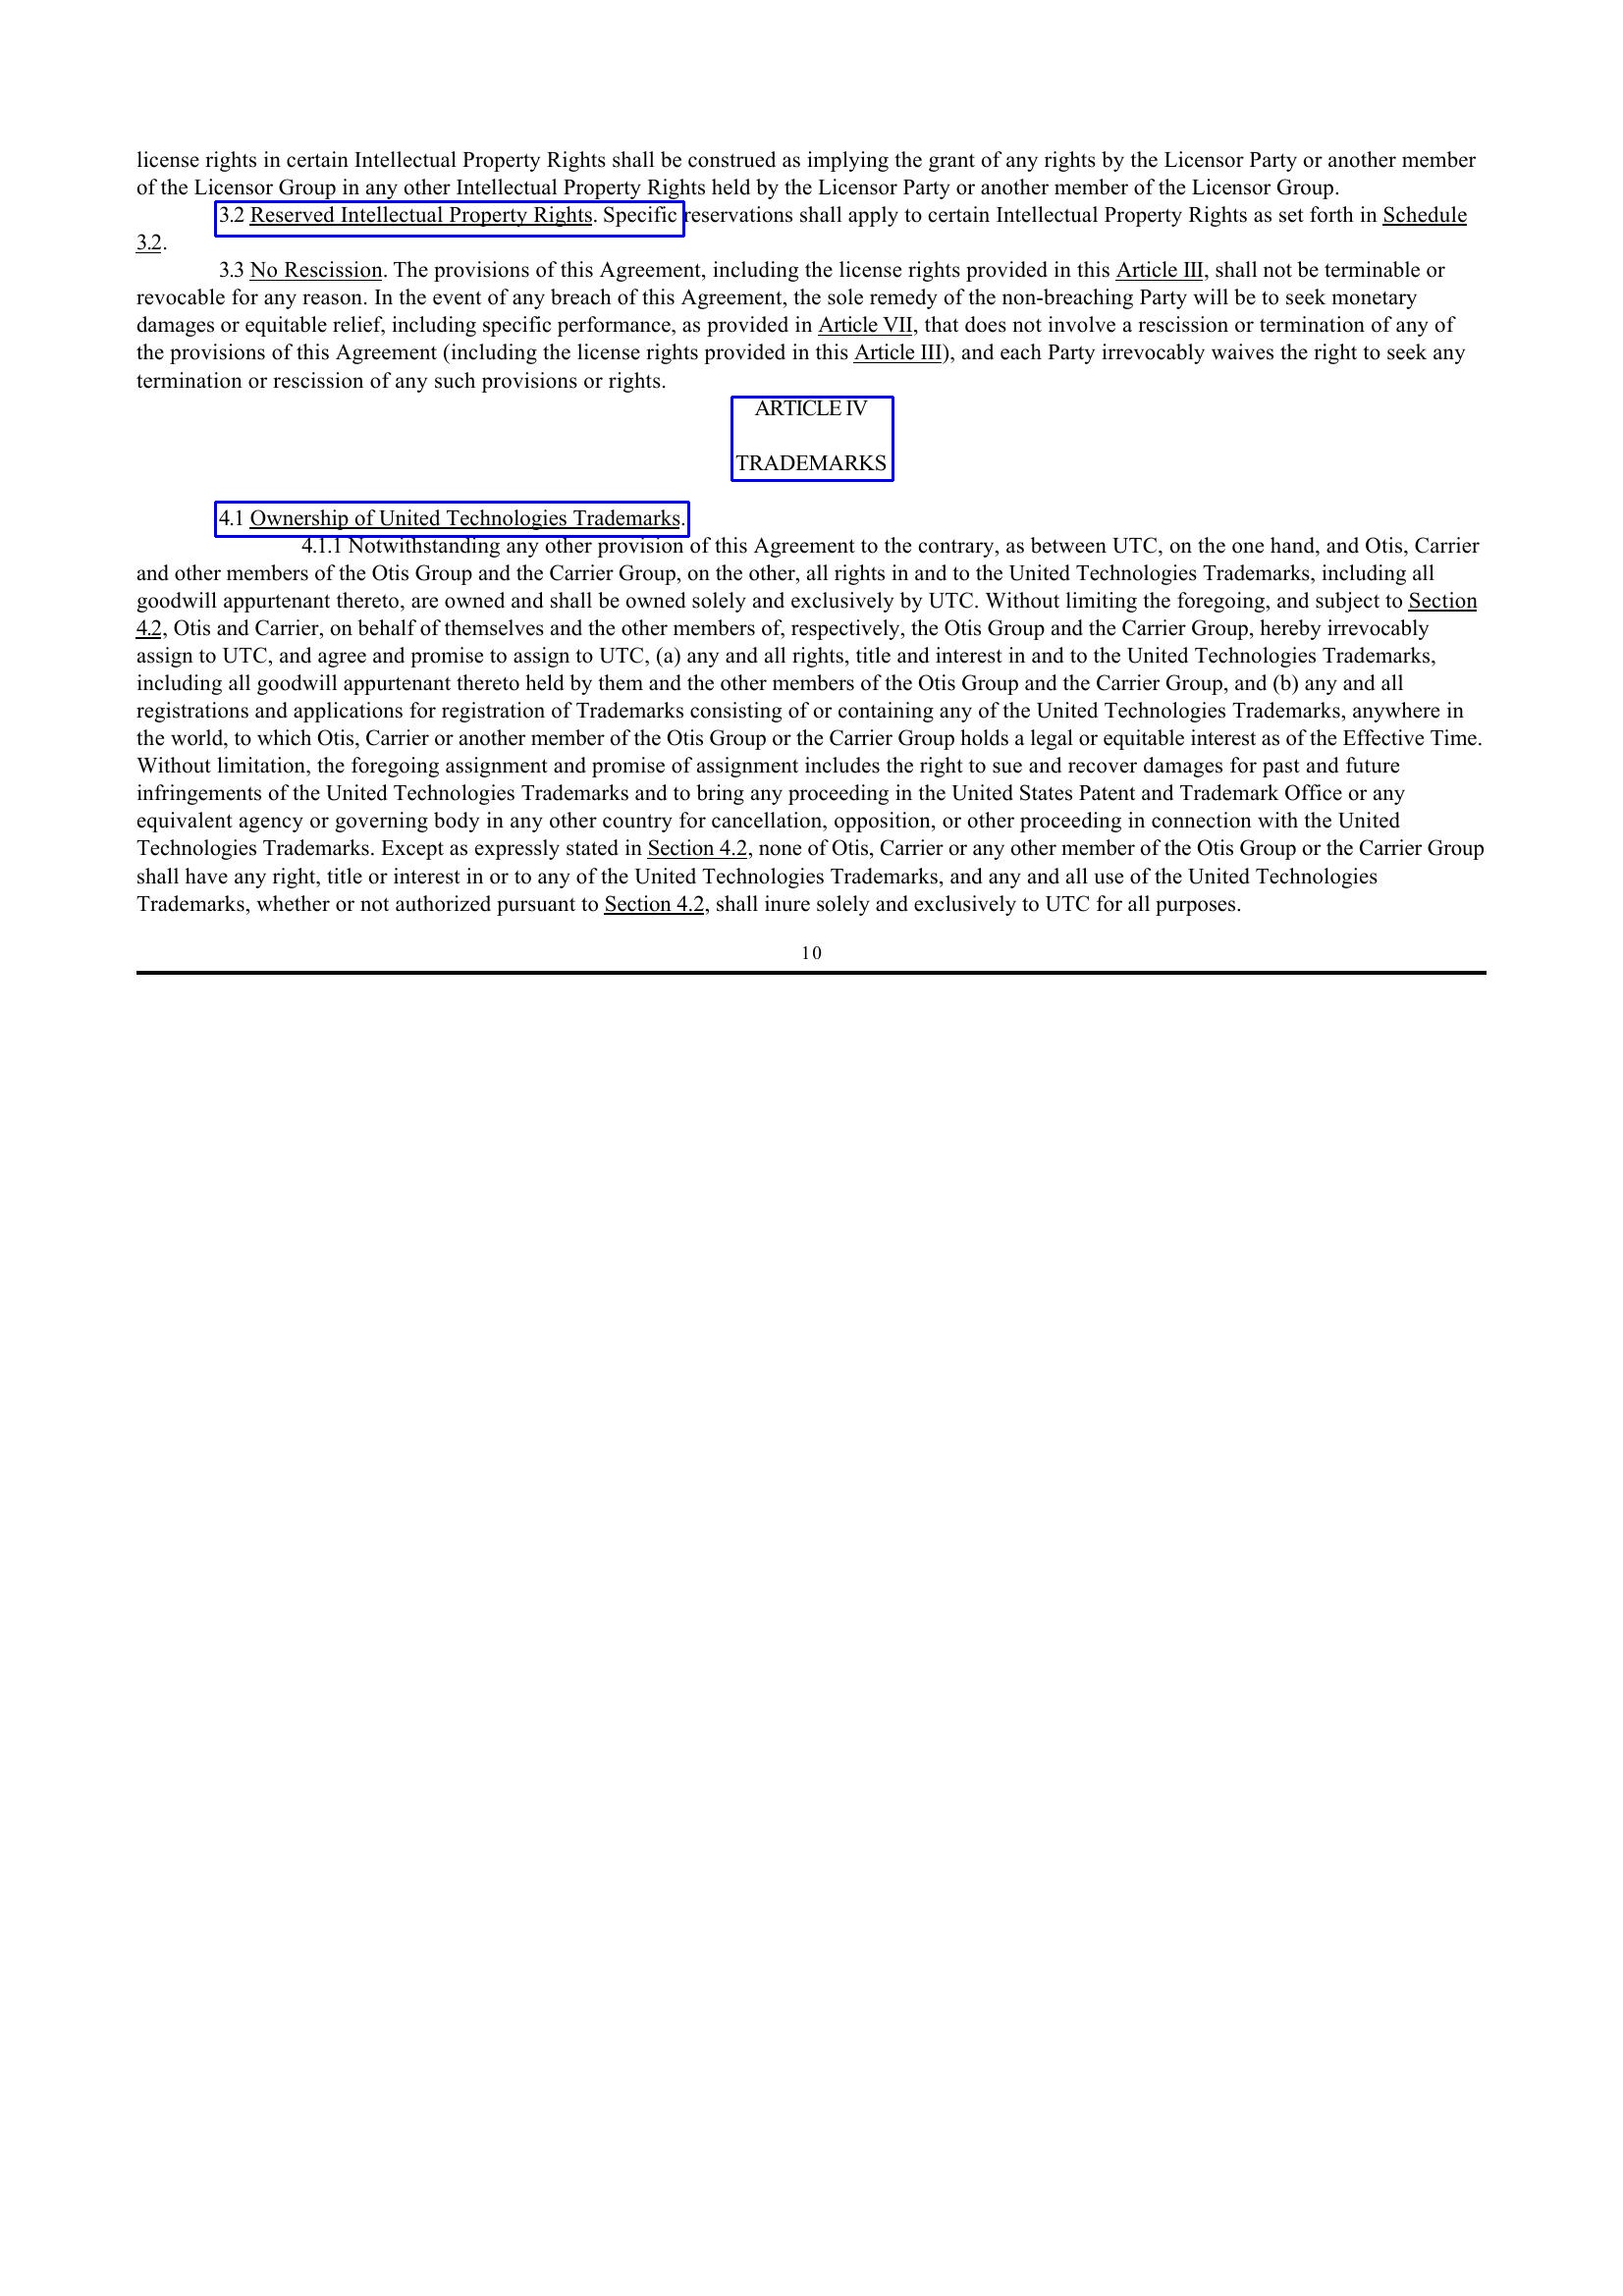 license rights in certain Intellectual Property Rights shall be construed as implying the grant of any rights by the Licensor Party or another member
of the Licensor Group in any other Intellectual Property Rights held by the Licensor Party or another member of the Licensor Group.
3.2 Reserved Intellectual Property Rights. Specific reservations shall apply to certain Intellectual Property Rights as set forth in Schedule
3.2.
3.3 No Rescission. The provisions of this Agreement, including the license rights provided in this Article III, shall not be terminable or
revocable for any reason. In the event of any breach of this Agreement, the sole remedy of the non-breaching Party will be to seek monetary
damages or equitable relief, including specific performance, as provided in Article VII, that does not involve a rescission or termination of any of
the provisions of this Agreement (including the license rights provided in this Article III), and each Party irrevocably waives the right to seek any
termination or rescission of any such provisions or rights.
ARTICLE IV
TRADEMARKS
4.1 Ownership of United Technologies Trademarks.
4.1.1 Notwithstanding any other provision of this Agreement to the contrary, as between UTC, on the one hand, and Otis, Carrier
and other members of the Otis Group and the Carrier Group, on the other, all rights in and to the United Technologies Trademarks, including all
goodwill appurtenant thereto, are owned and shall be owned solely and exclusively by UTC. Without limiting the foregoing, and subject to Section
4.2, Otis and Carrier, on behalf of themselves and the other members of, respectively, the Otis Group and the Carrier Group, hereby irrevocably
assign to UTC, and agree and promise to assign to UTC, (a) any and all rights, title and interest in and to the United Technologies Trademarks,
including all goodwill appurtenant thereto held by them and the other members of the Otis Group and the Carrier Group, and (b) any and all
registrations and applications for registration of Trademarks consisting of or containing any of the United Technologies Trademarks, anywhere in
the world, to which Otis, Carrier or another member of the Otis Group or the Carrier Group holds a legal or equitable interest as of the Effective Time.
Without limitation, the foregoing assignment and promise of assignment includes the right to sue and recover damages for past and future
infringements of the United Technologies Trademarks and to bring any proceeding in the United States Patent and Trademark Office or any
equivalent agency or governing body in any other country for cancellation, opposition, or other proceeding in connection with the United
Technologies Trademarks. Except as expressly stated in Section 4.2, none of Otis, Carrier or any other member of the Otis Group or the Carrier Group
shall have any right, title or interest in or to any of the United Technologies Trademarks, and any and all use of the United Technologies
Trademarks, whether or not authorized pursuant to Section 4.2, shall inure solely and exclusively to UTC for all purposes.
10